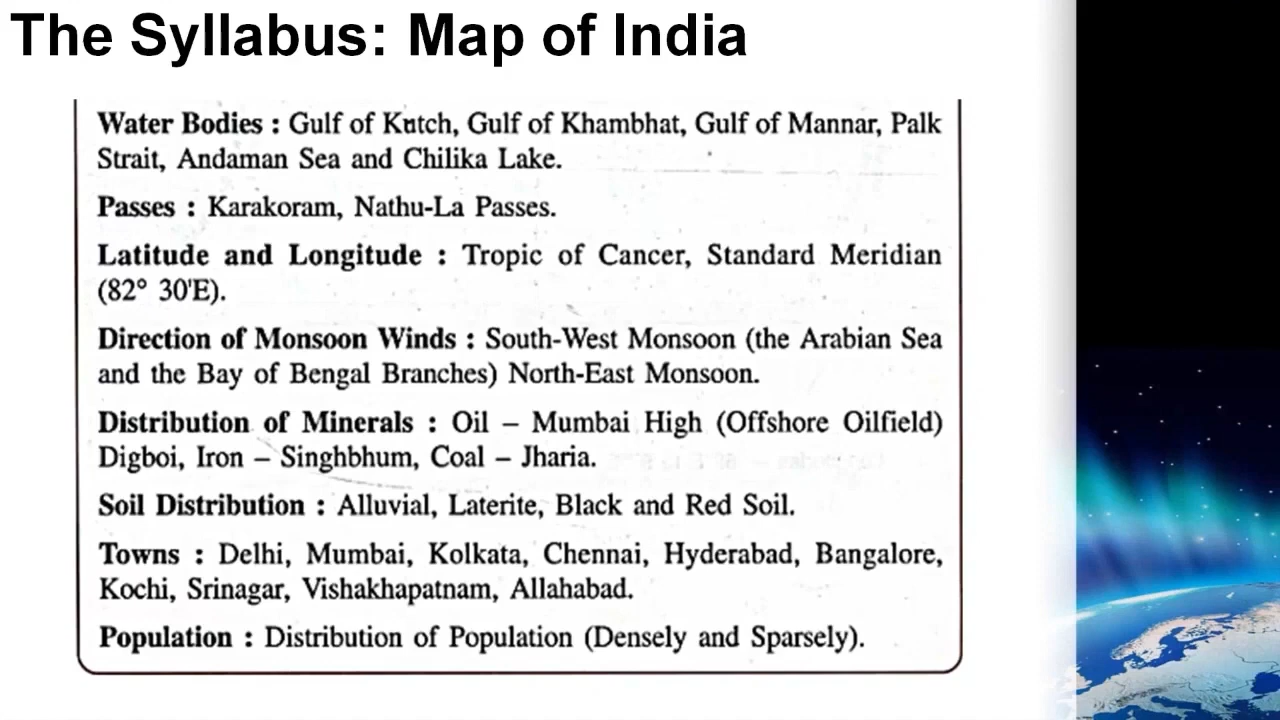 The Syllabus: Map of India
Water Bodies : Gulf of Kutch, Gulf of Khambhat, Gulf of Mannar, Palk
Strait, Andaman Sea and Chilika Lake.
Passes : Karakoram, Nathu-La Passes.
Latitude and Longitude : Tropic of Cancer, Standard Meridian
(82° 30'E).
Direction of Monsoon Winds : South-West Monsoon (the Arabian Sea
and the Bay of Bengal Branches) North-East Monsoon.
Distribution of Minerals : Oil – Mumbai High (Offshore Oilfield)
Digboi, Iron – Singhbhum, Coal – Jharia.
Soil Distribution : Alluvial, Laterite, Black and Red Soil.
Towns : Delhi, Mumbai, Kolkata, Chennai, Hyderabad, Bangalore,
Kochi, Srinagar, Vishakhapatnam, Allahabad.
Population : Distribution of Population (Densely and Sparsely).